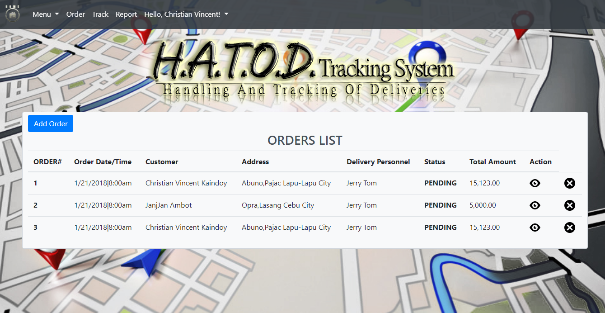 Menu Order Track Report Hello, Christian Vincent!
H.A.T.O.D. Tracking System
Handling And Tracking Of Deliveries
Add Order
ORDERS LIST
ORDER# Order Date/Time Customer Address Delivery Personnel Status Total Amount Action
1 1/21/2018|8:00am Christian Vincent Kaindoy Abuno,Pajac Lapu-Lapu City Jerry Tom PENDING 15,123.00
2 1/21/2018|8:00am JanJan Ambot Opra,Lasang Cebu City Jerry Tom PENDING 5,000.00
3 1/21/2018|8:00am Christian Vincent Kaindoy Abuno,Pajac Lapu-Lapu City Jerry Tom PENDING 15,123.00